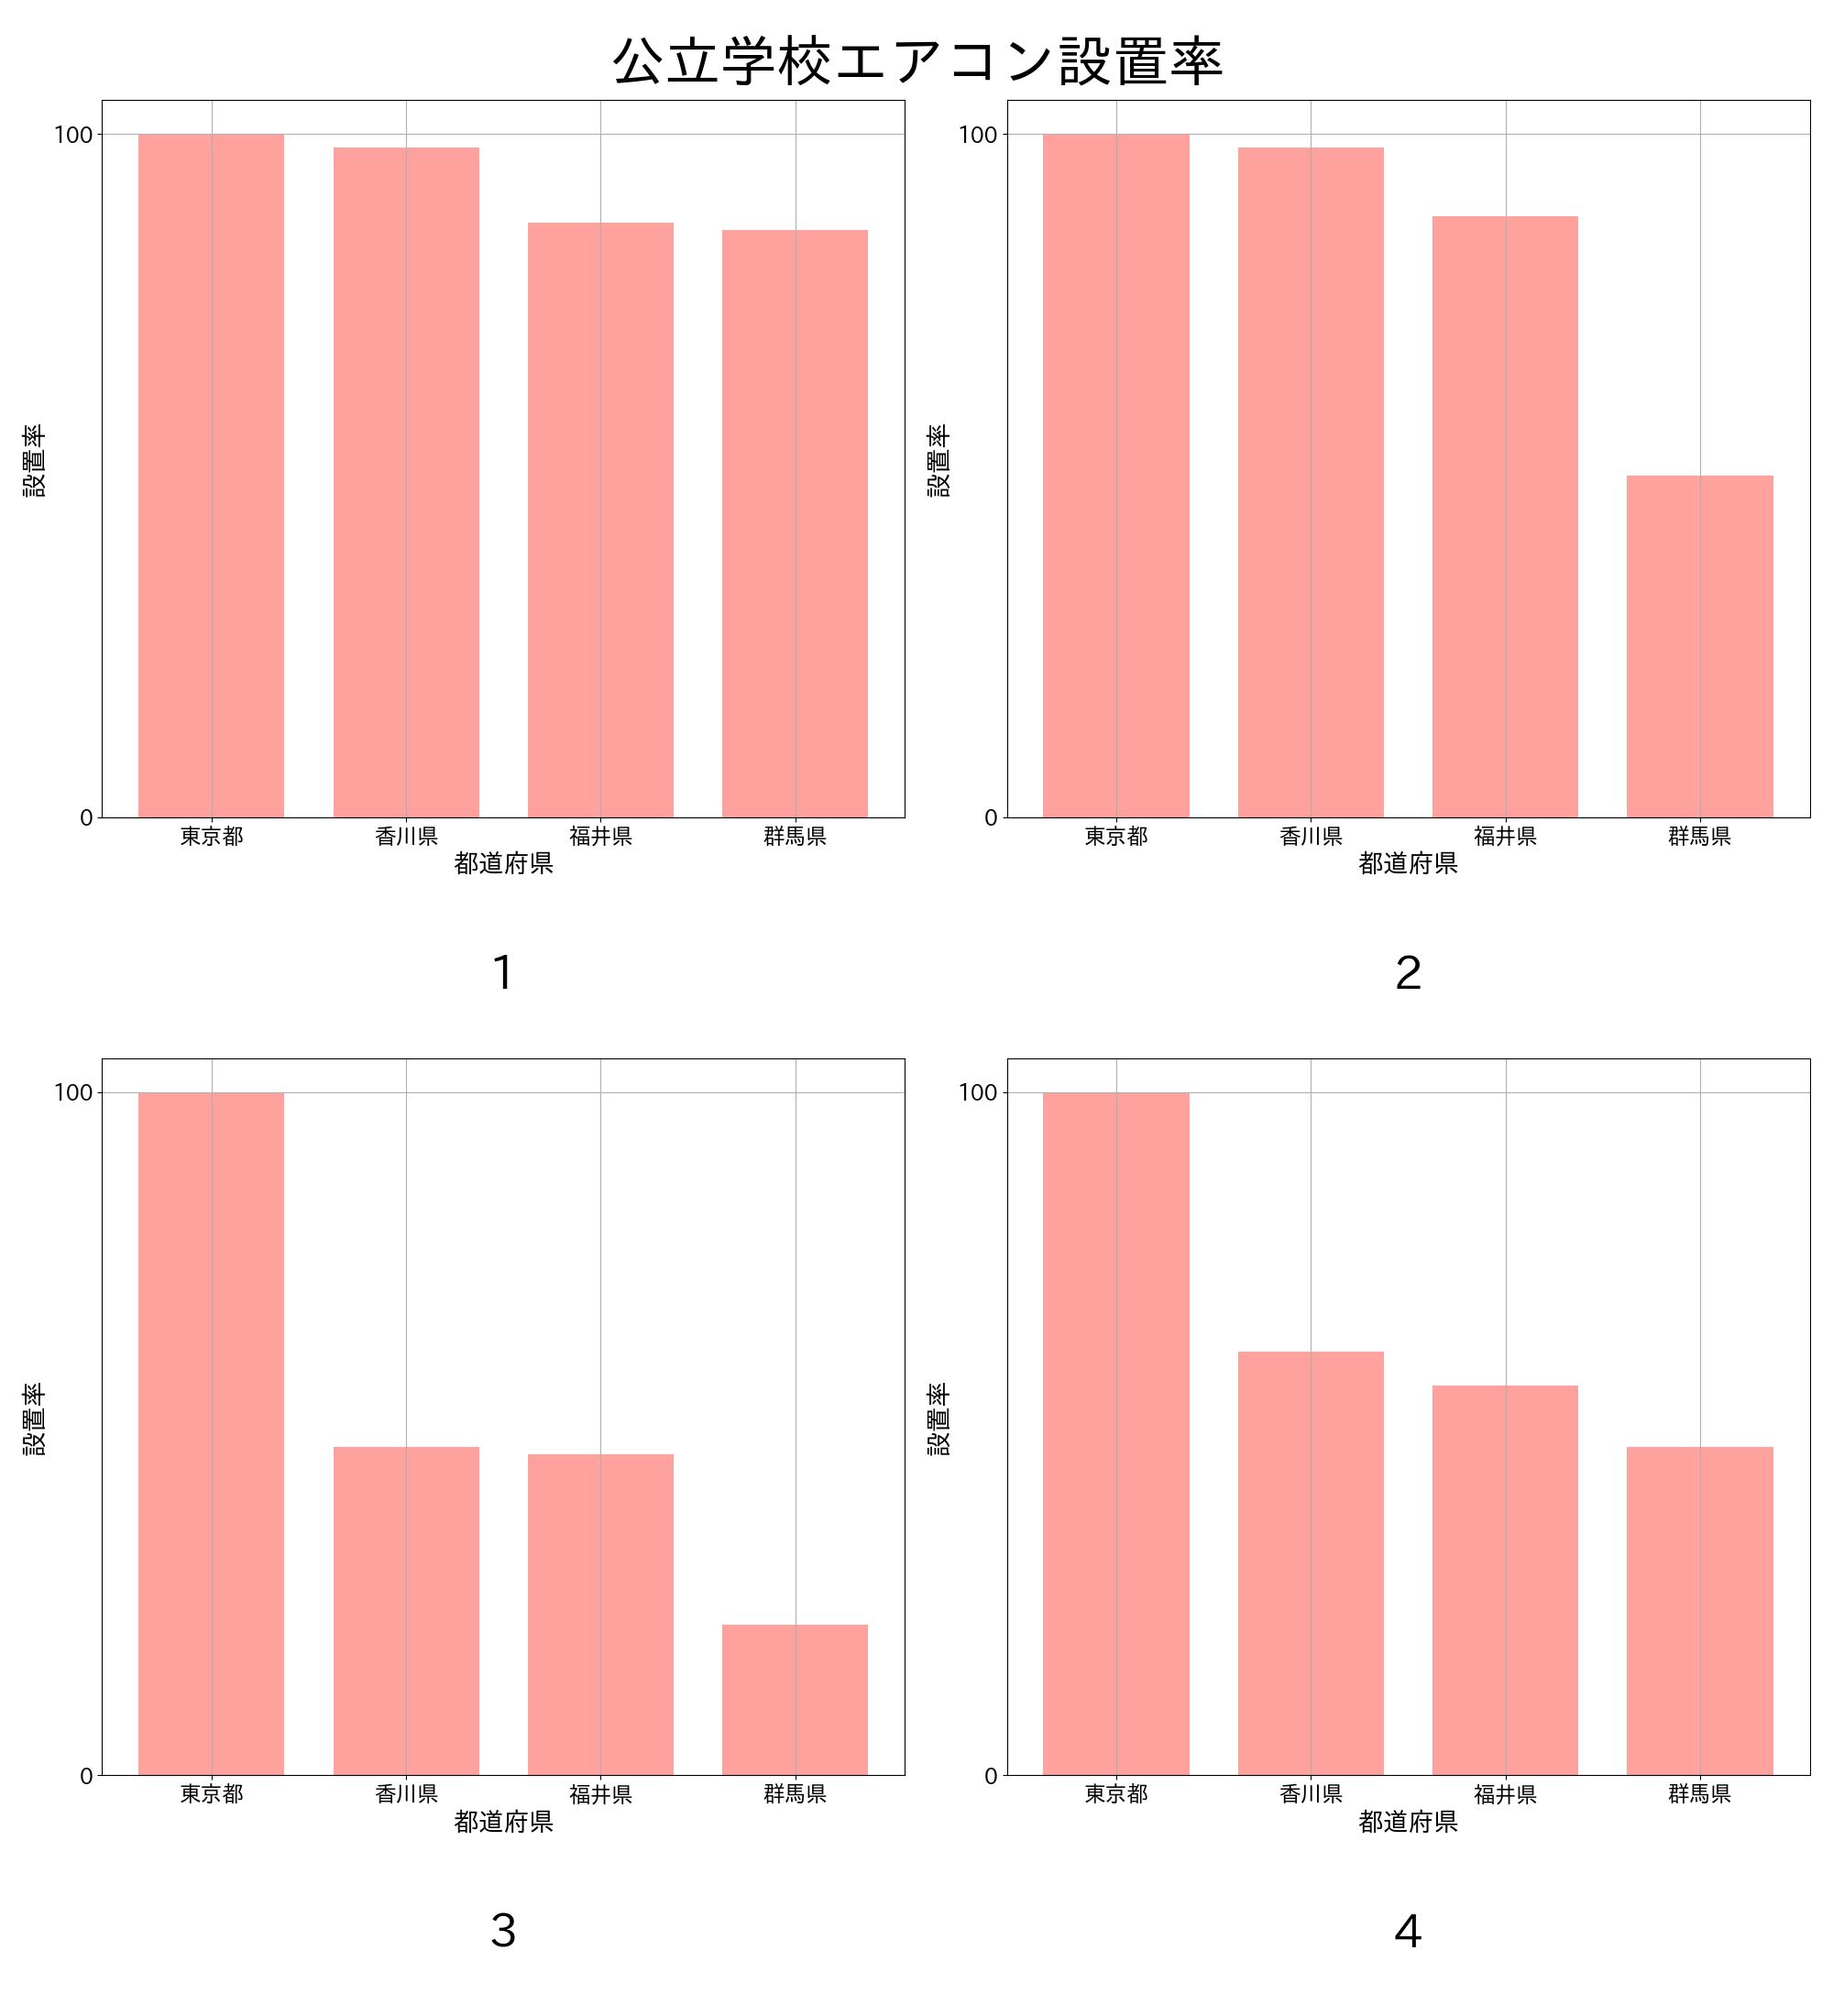 公立学校エアコン設置率
100
設置率
0
東京都 香川県 福井県 群馬県
都道府県
1
100
設置率
0
東京都 香川県 福井県 群馬県
都道府県
2
100
設置率
0
東京都 香川県 福井県 群馬県
都道府県
3
100
設置率
0
東京都 香川県 福井県 群馬県
都道府県
4